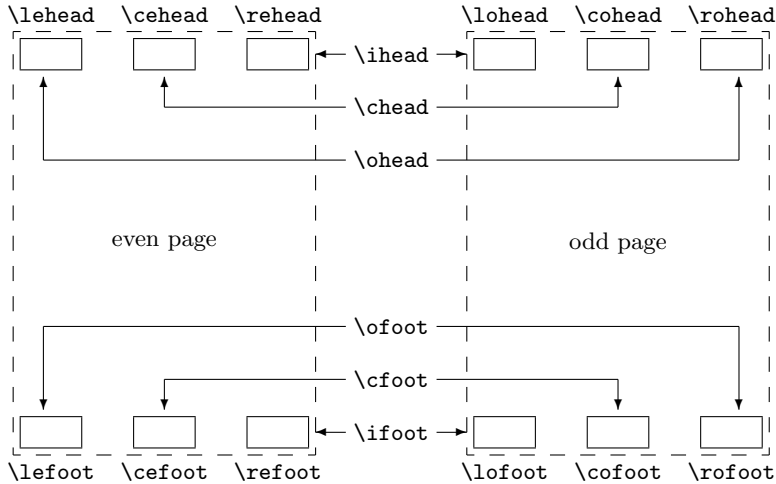 \lehead \cehead \rehead \lohead \cohead \rohead
\ihead
\chead
\ohead
even page odd page
\ofoot
\cfoot
\ifoot
\lefoot \cefoot \refoot \lofoot \cofoot \rofoot